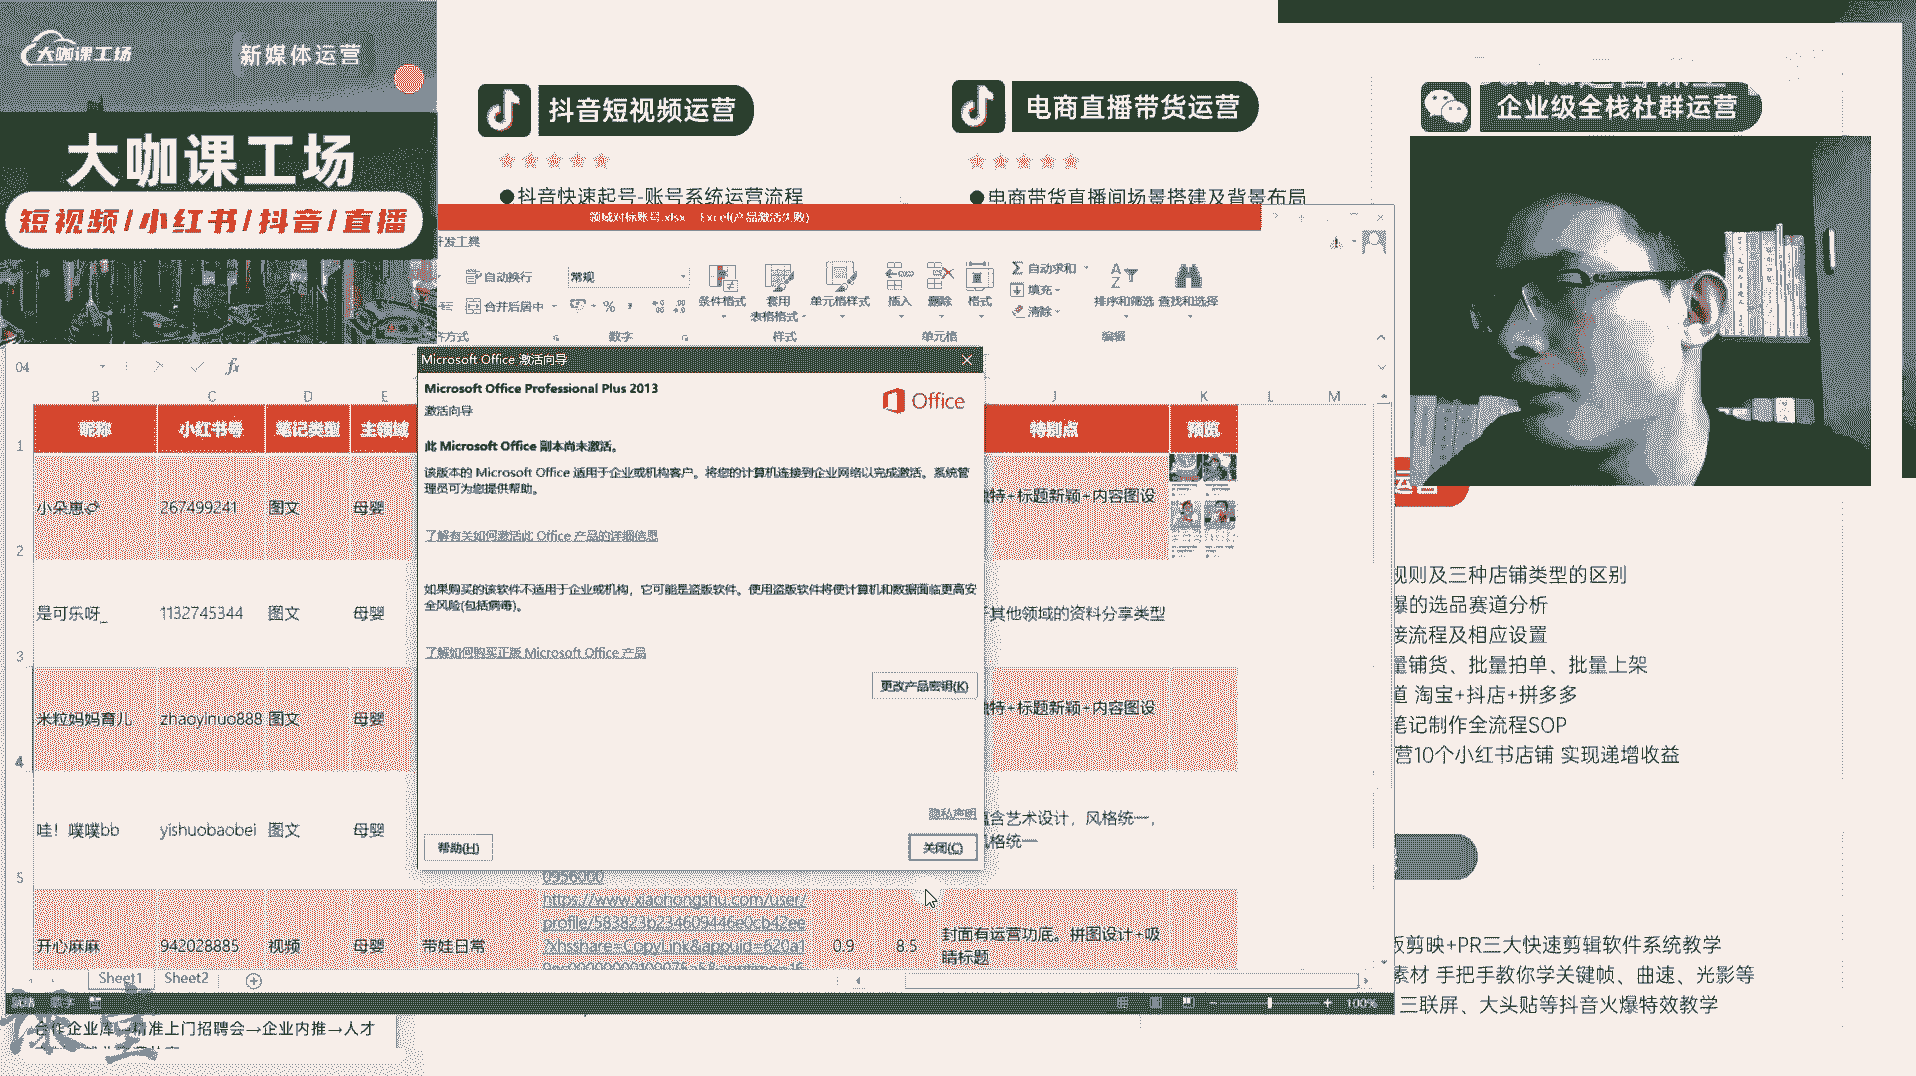 大咖课工场
新媒体运营
大咖课工场
短视频/小红书/抖音/直播
抖音短视频运营
●抖音快速起号-账号系统运营流程
电商直播带货运营
●电商带货直播间场景搭建及背景布局
企业级全栈社群运营
领域对标账号.xlsx - Excel(产品激活失败)
开发工具
自动换行
常规
合并后居中
%
条件格式
套用
表格格式
单元格样式
插入
删除
格式
自动求和
填充
清除
排序和筛选
查找和选择
方式
数字
样式
单元格
编辑
O4
fx
B C D E J K L M
1
昵称 小红书号 笔记类型 主领域 特别点 预览
2
小朵崽♂ 267499241 图文 母婴
特+标题新颖+内容图设
3
是可乐呀_ 1132745344 图文 母婴
其他领域的资料分享类型
4
米粒妈妈育儿 zhaoyinuo888 图文 母婴
特+标题新颖+内容图设
5
哇！噗噗bb yishuobaobei 图文 母婴
含艺术设计，风格统一，
风格统一
https://www.xiaohongshu.com/user/
profile/583823b234609446e0cb42ee
?xhsshare=CopyLink&appuid=620a1
开心麻麻 942028885 视频 母婴 带娃日常 0.9 8.5
封面有运营功底。拼图设计+吸
睛标题
Sheet1 Sheet2
100%
Microsoft Office 激活向导
Microsoft Office Professional Plus 2013
激活向导
Office
此 Microsoft Office 副本尚未激活。
该版本的 Microsoft Office 适用于企业或机构客户。将您的计算机连接到企业网络以完成激活。系统管
理员可为您提供帮助。
了解有关如何激活此 Office 产品的详细信息
如果购买的该软件不适用于企业或机构，它可能是盗版软件。使用盗版软件将使计算机和数据面临更高安
全风险(包括病毒)。
了解如何购买正版 Microsoft Office 产品
更改产品密钥(K)
隐私声明
帮助(H)
关闭(C)
运营
规则及三种店铺类型的区别
爆的选品赛道分析
接流程及相应设置
量铺货、批量拍单、批量上架
道 淘宝+抖店+拼多多
笔记制作全流程SOP
营10个小红书店铺 实现递增收益
版剪映+PR三大快速剪辑软件系统教学
素材 手把手教你学关键帧、曲速、光影等
三联屏、大头贴等抖音火爆特效教学
合作企业库→精准上门招聘会→企业内推→人才
课堂